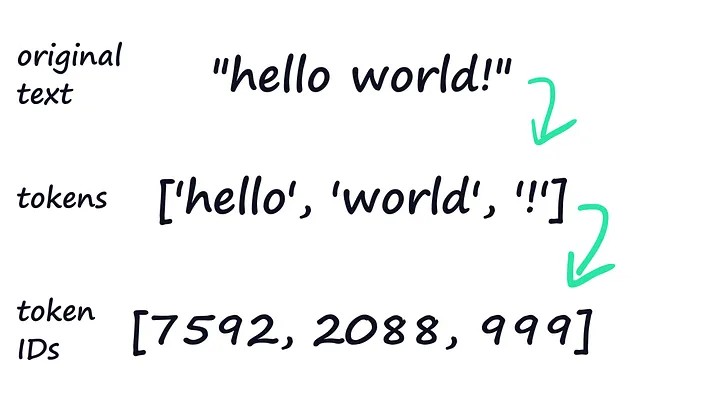 original
text
"hello world!"
tokens
['hello', 'world', '!']
token
IDs
[7592, 2088, 999]